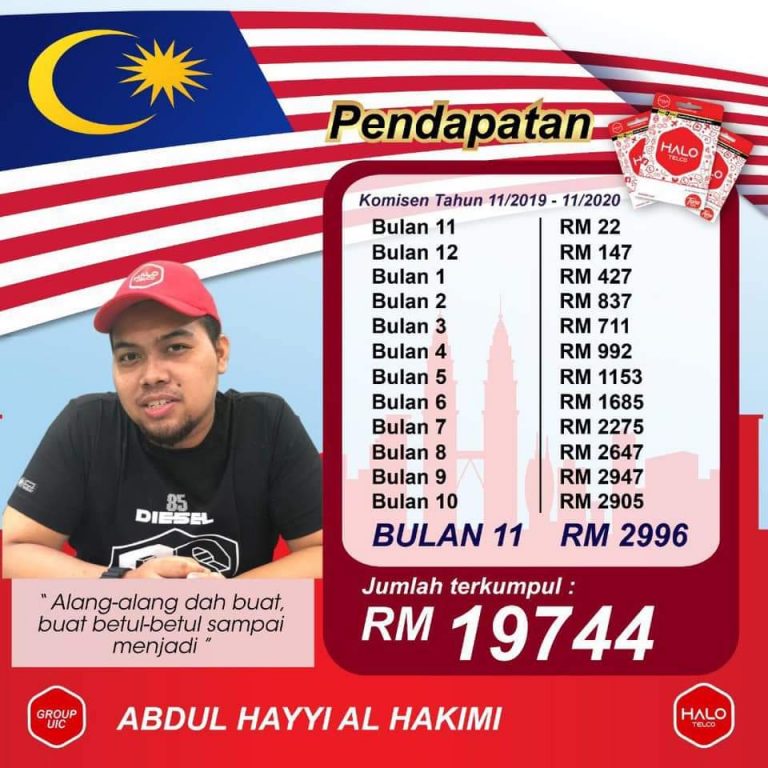 Pendapatan
HALO
TELCO
Komisen Tahun 11/2019 - 11/2020
Bulan 11 RM 22
Bulan 12 RM 147
Bulan 1 RM 427
Bulan 2 RM 837
Bulan 3 RM 711
Bulan 4 RM 992
Bulan 5 RM 1153
Bulan 6 RM 1685
Bulan 7 RM 2275
Bulan 8 RM 2647
Bulan 9 RM 2947
Bulan 10 RM 2905
BULAN 11 RM 2996
Jumlah terkumpul :
RM 19744
HALO
TELCO
85
DIESEL
" Alang-alang dah buat,
buat betul-betul sampai
menjadi "
GROUP
UIC
ABDUL HAYYI AL HAKIMI
HALO
TELCO